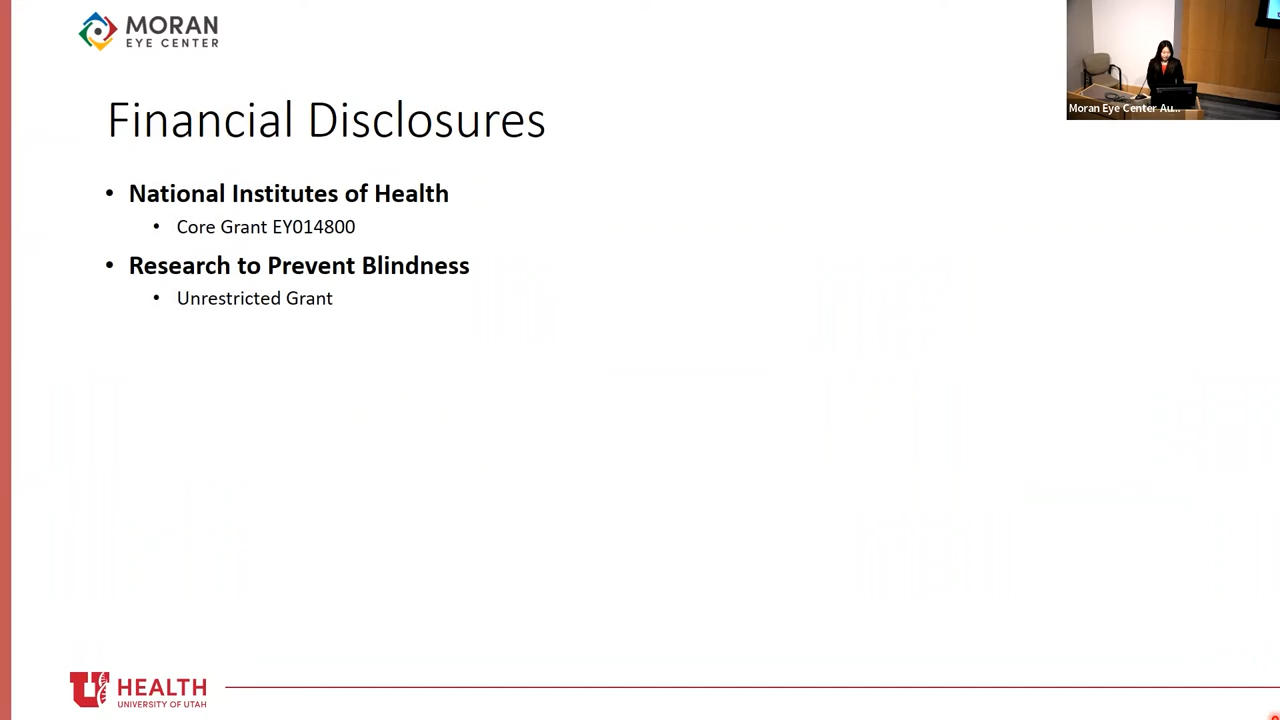 MORAN
EYE CENTER
Moran Eye Center Au...
Financial Disclosures
• National Institutes of Health
• Core Grant EY014800
• Research to Prevent Blindness
• Unrestricted Grant
U HEALTH
UNIVERSITY OF UTAH